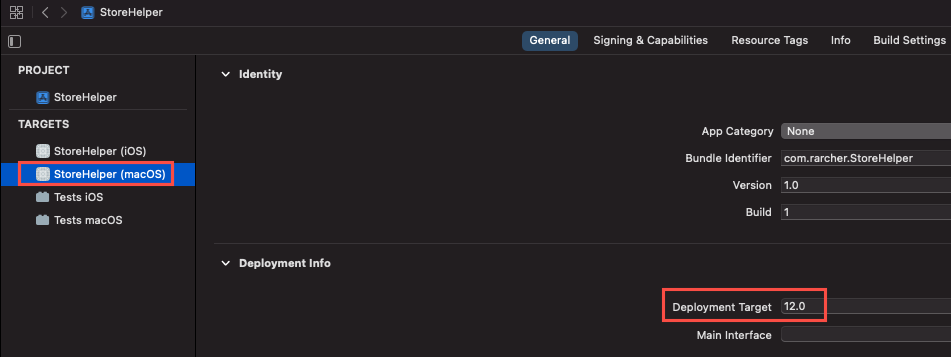 StoreHelper
General Signing & Capabilities Resource Tags Info Build Settings
PROJECT
StoreHelper
TARGETS
StoreHelper (iOS)
StoreHelper (macOS)
Tests iOS
Tests macOS
Identity
App Category None
Bundle Identifier com.rarcher.StoreHelper
Version 1.0
Build 1
Deployment Info
Deployment Target 12.0
Main Interface